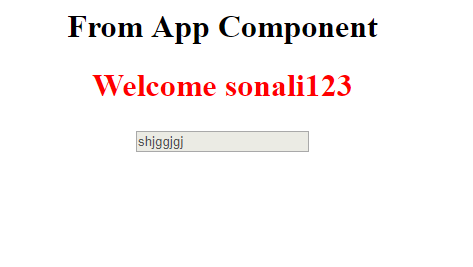 From App Component
Welcome sonali123
shjggjgj